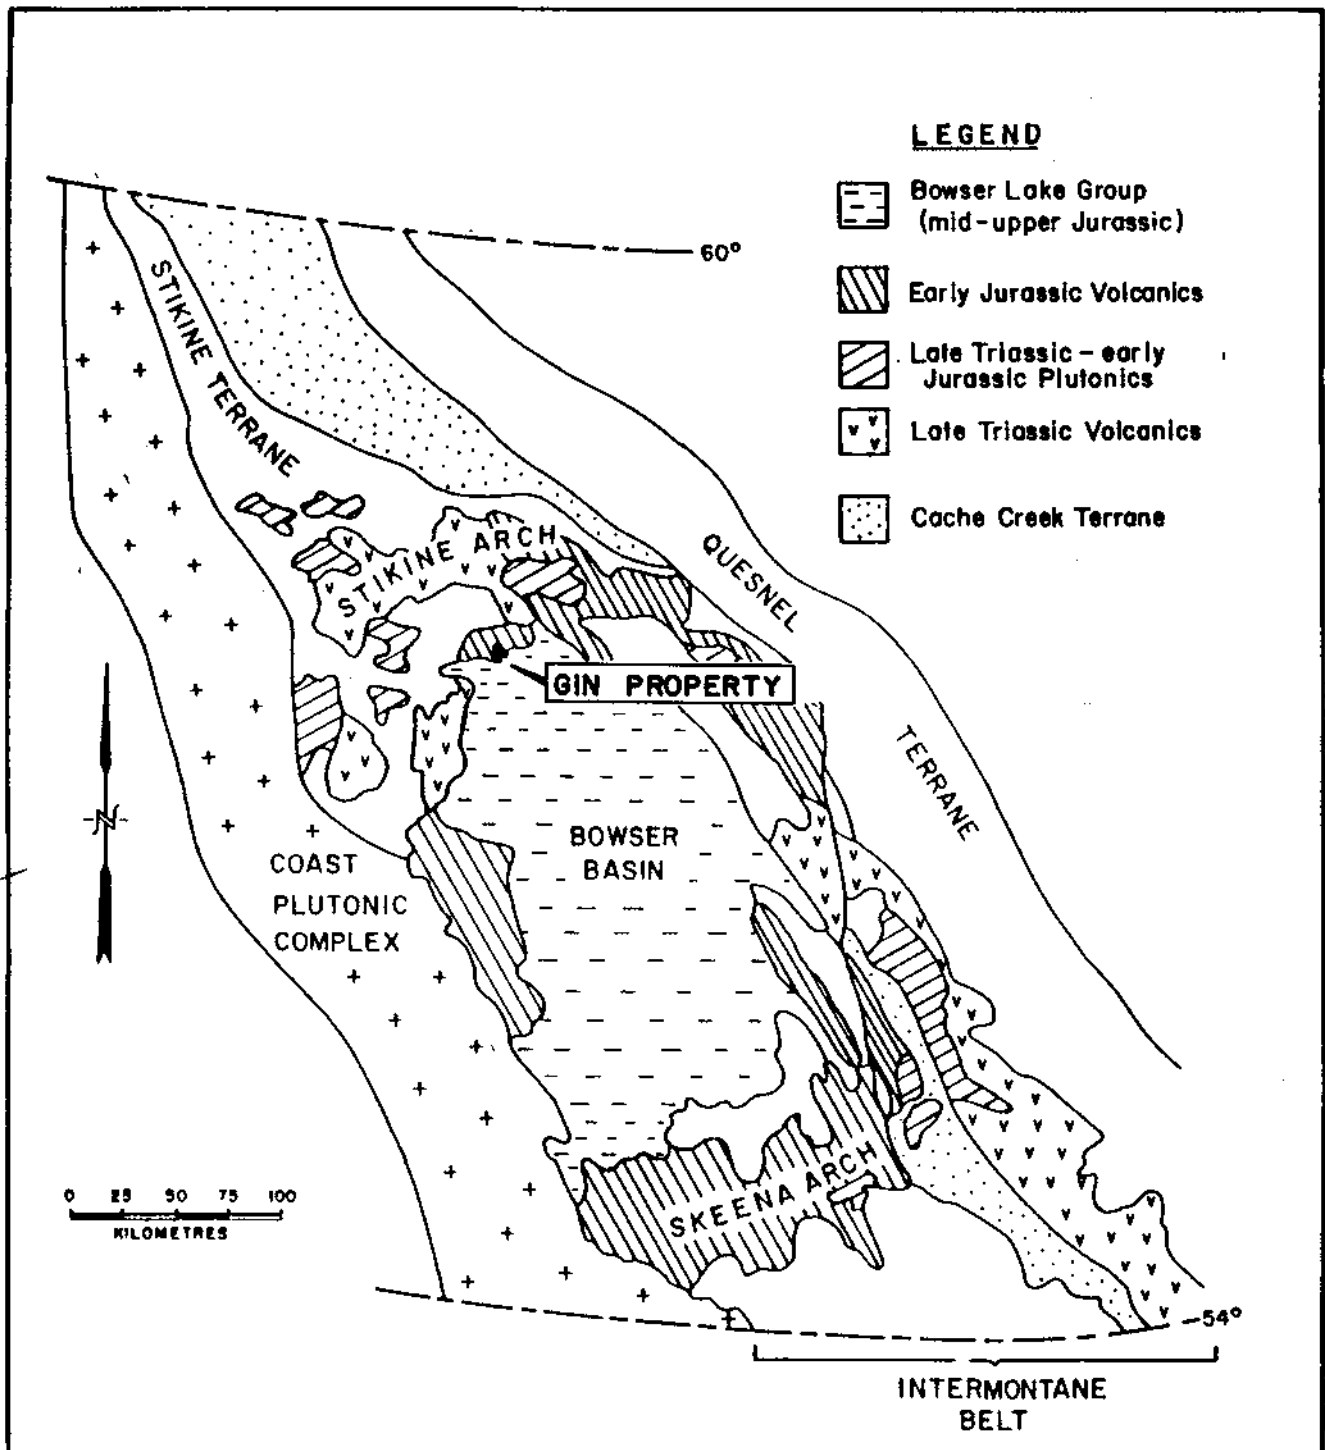 LEGEND
Bowser Lake Group
(mid-upper Jurassic)
Early Jurassic Volcanics
Late Triassic - early
Jurassic Plutonics
Late Triassic Volcanics
Cache Creek Terrane
60°
STIKINE TERRANE
STIKINE ARCH
QUESNEL
TERRANE
GIN PROPERTY
N
BOWSER
BASIN
COAST
PLUTONIC
COMPLEX
SKEENA ARCH
0 25 50 75 100
KILOMETRES
54°
INTERMONTANE
BELT